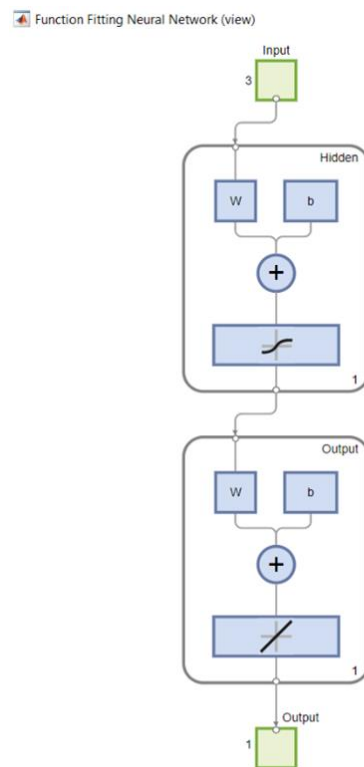 Function Fitting Neural Network (view)
Input
3
Hidden
W b
+
1
Output
W b
+
1
Output
1